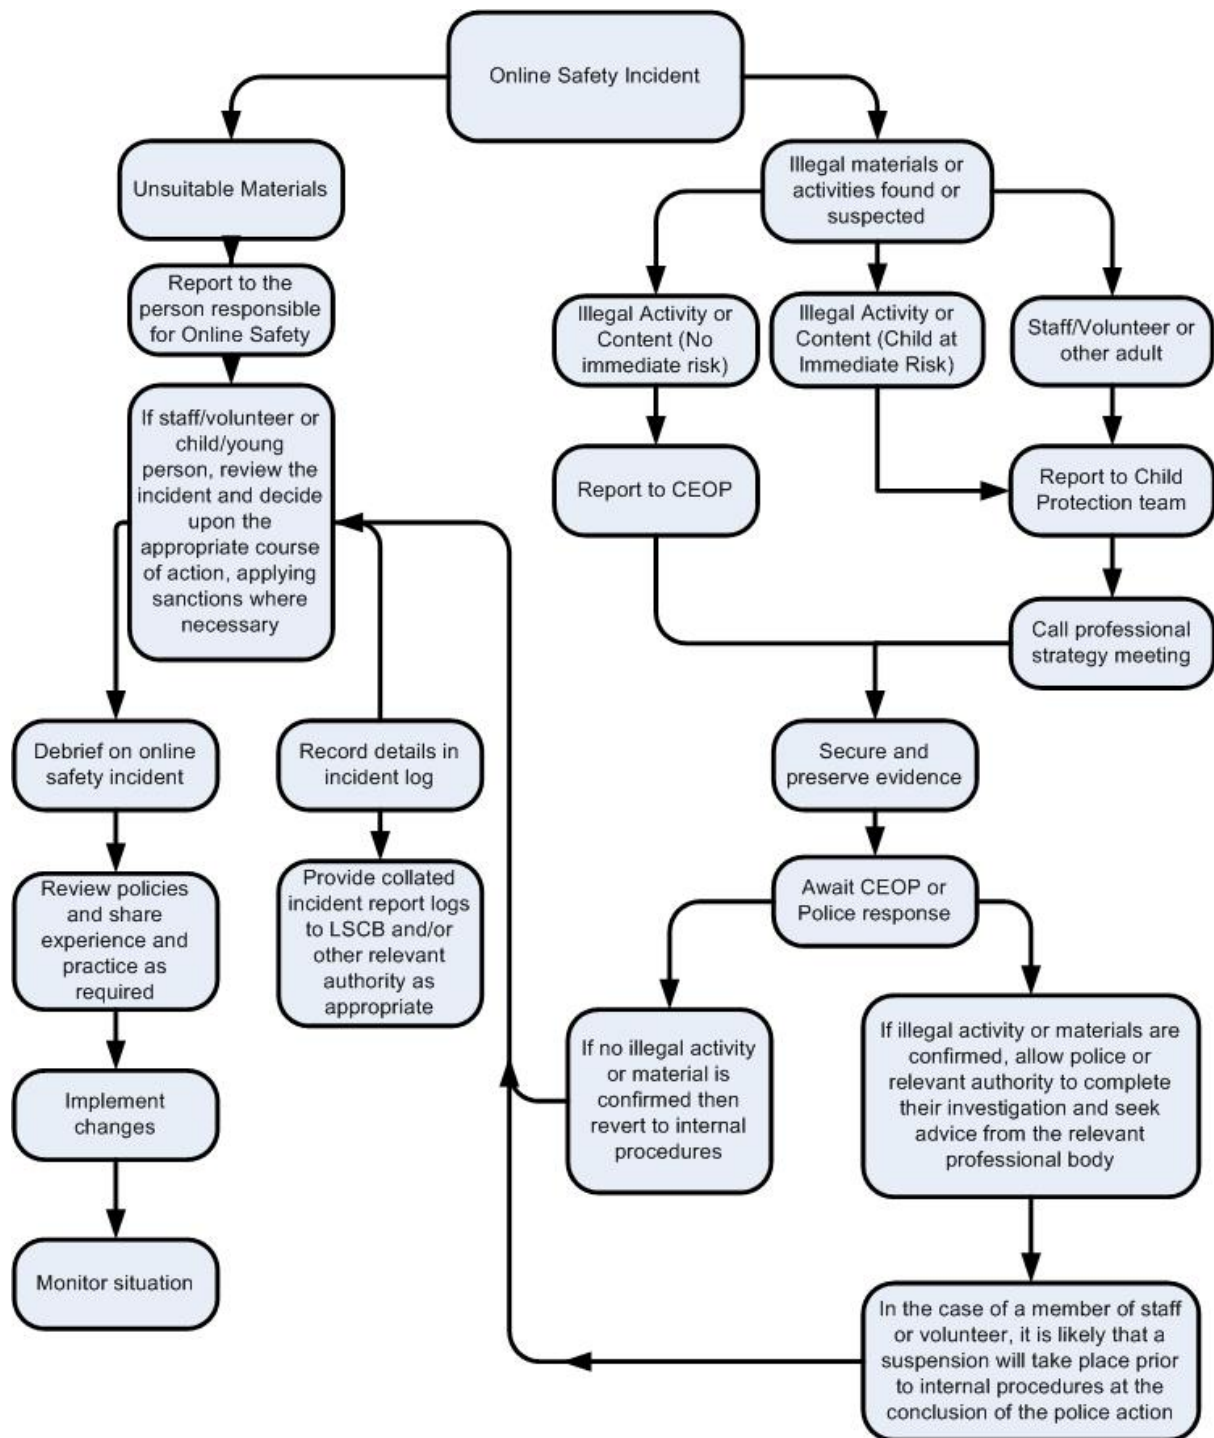 Online Safety Incident
Unsuitable Materials
Report to the
person responsible
for Online Safety
If staff/volunteer or
child/young
person, review the
incident and decide
upon the
appropriate course
of action, applying
sanctions where
necessary
Debrief on online
safety incident
Review policies
and share
experience and
practice as
required
Implement
changes
Monitor situation
Record details in
incident log
Provide collated
incident report logs
to LSCB and/or
other relevant
authority as
appropriate
Illegal materials or
activities found or
suspected
Illegal Activity or
Content (No
immediate risk)
Illegal Activity or
Content (Child at
Immediate Risk)
Staff/Volunteer or
other adult
Report to CEOP
Report to Child
Protection team
Call professional
strategy meeting
Secure and
preserve evidence
Await CEOP or
Police response
If no illegal activity
or material is
confirmed then
revert to internal
procedures
If illegal activity or materials are
confirmed, allow police or
relevant authority to complete
their investigation and seek
advice from the relevant
professional body
In the case of a member of staff
or volunteer, it is likely that a
suspension will take place prior
to internal procedures at the
conclusion of the police action